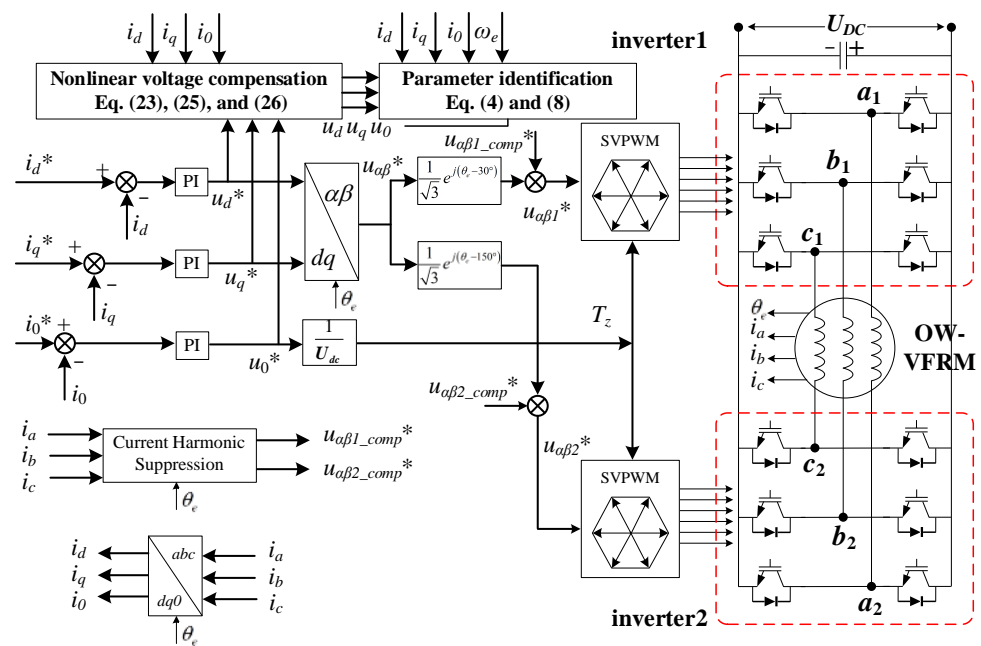 i_d i_q i_0
i_d i_q i_0 ω_e
Nonlinear voltage compensation
Eq. (23), (25), and (26)
Parameter identification
Eq. (4) and (8)
u_d u_q u_0
i_d*
+
−
i_d
PI
u_d*
i_q*
+
−
i_q
PI
u_q*
i_0*
+
−
i_0
PI
u_0*
αβ
dq
θ_e
1/U_dc
u_αβ*
1/√3 e^j(θ_e−30°)
1/√3 e^j(θ_e−150°)
u_αβ1_comp*
u_αβ1*
u_αβ2_comp*
u_αβ2*
T_z
SVPWM
SVPWM
inverter1
U_DC
− +
a_1
b_1
c_1
θ_e
i_a
i_b
i_c
OW-
VFRM
c_2
b_2
a_2
inverter2
i_a
i_b
i_c
Current Harmonic
Suppression
θ_e
u_αβ1_comp*
u_αβ2_comp*
i_d
i_q
i_0
abc
dq0
i_a
i_b
i_c
θ_e